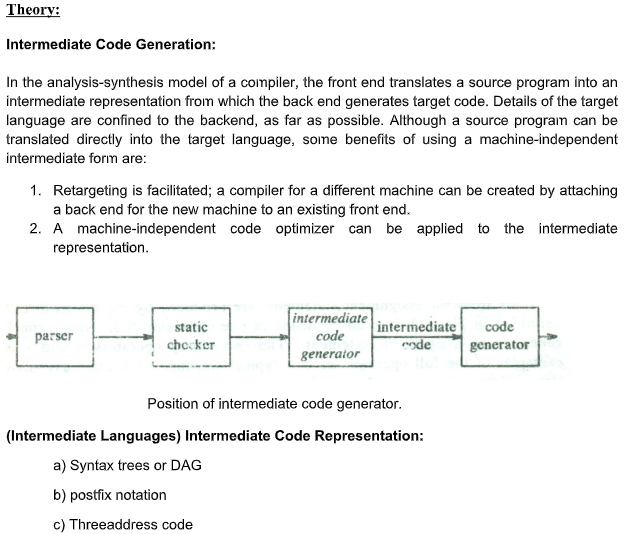 Theory:
Intermediate Code Generation:
In the analysis-synthesis model of a compiler, the front end translates a source program into an
intermediate representation from which the back end generates target code. Details of the target
language are confined to the backend, as far as possible. Although a source program can be
translated directly into the target language, some benefits of using a machine-independent
intermediate form are:
1. Retargeting is facilitated; a compiler for a different machine can be created by attaching
a back end for the new machine to an existing front end.
2. A machine-independent code optimizer can be applied to the intermediate
representation.
parser
static
checker
intermediate
code
generator
intermediate
code
code
generator
Position of intermediate code generator.
(Intermediate Languages) Intermediate Code Representation:
a) Syntax trees or DAG
b) postfix notation
c) Threeaddress code